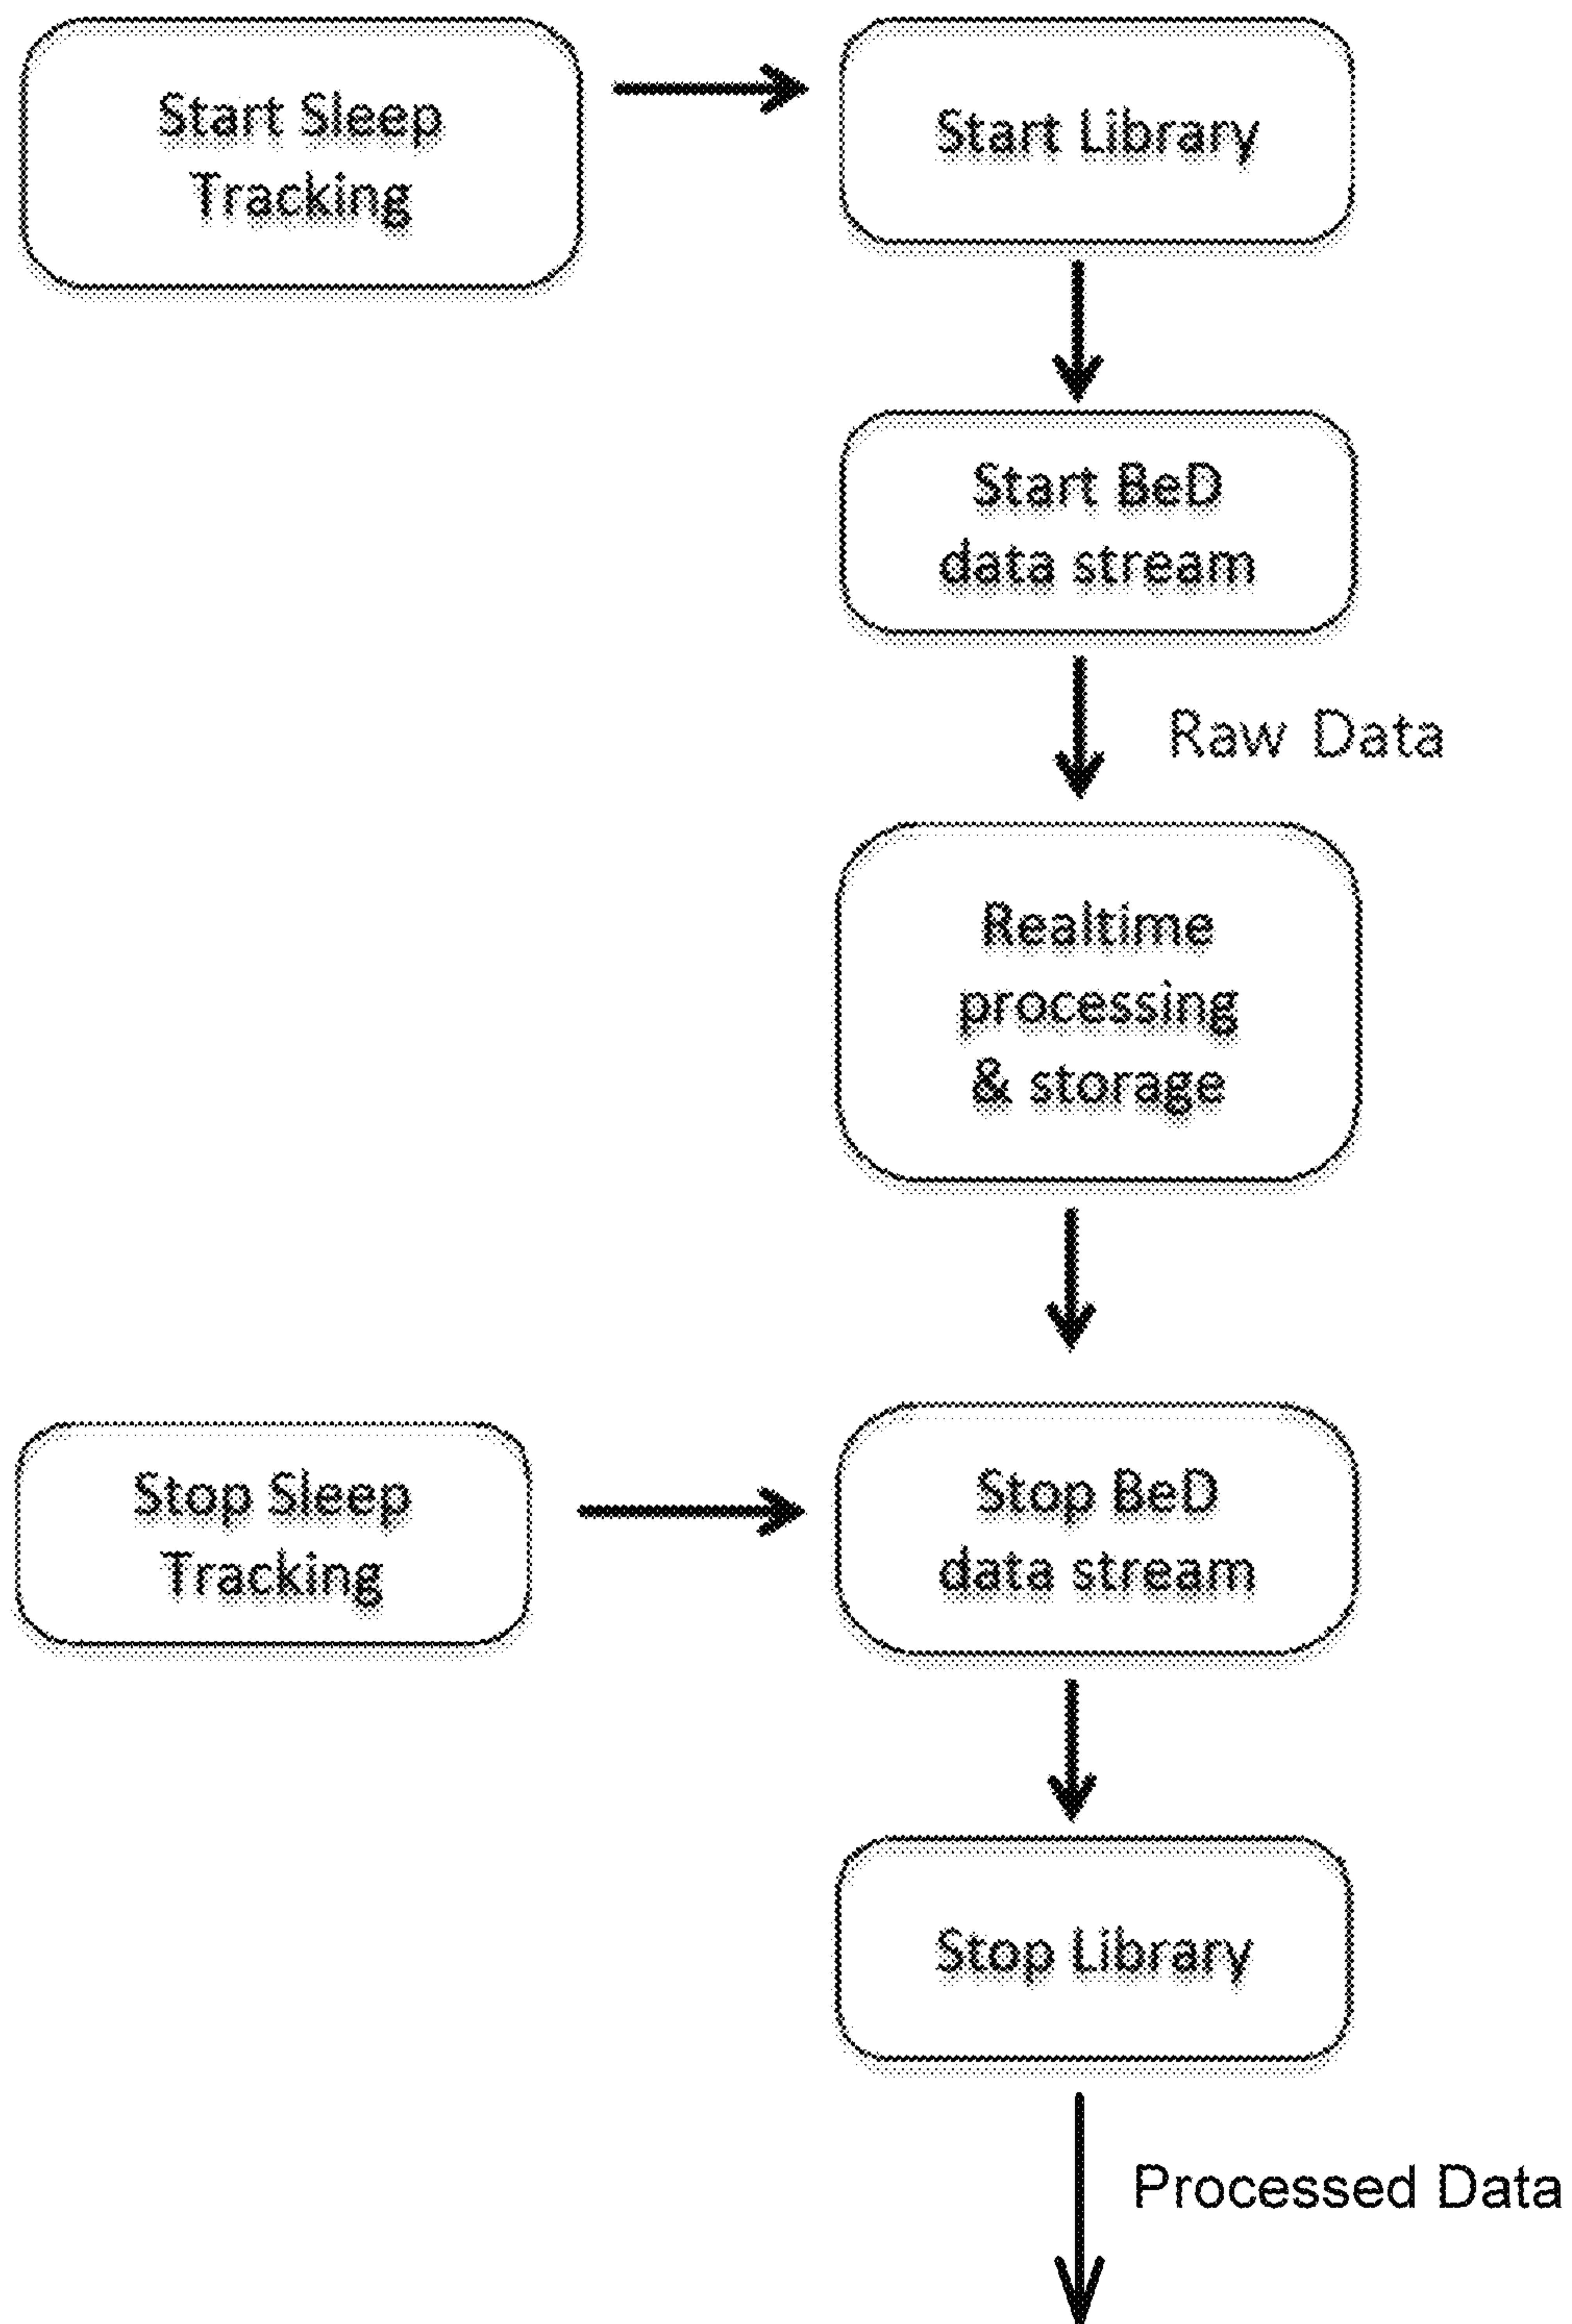 Start Sleep
Tracking
Start Library
Start BeD
data stream
Raw Data
Realtime
processing
& storage
Stop Sleep
Tracking
Stop BeD
data stream
Stop Library
Processed Data